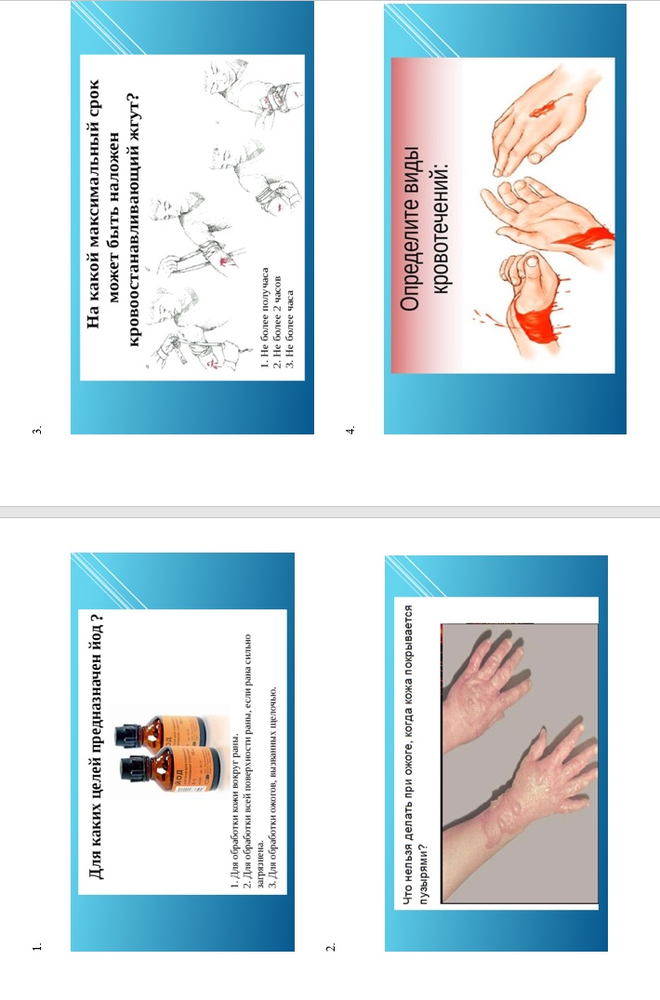 1.
Для каких целей предназначен йод ?
ЙОД
1. Для обработки кожи вокруг раны.
2. Для обработки всей поверхности раны, если рана сильно
загрязнена.
3. Для обработки ожогов, вызванных щелочью.
2.
Что нельзя делать при ожоге, когда кожа покрывается
пузырями?
3.
На какой максимальный срок
может быть наложен
кровоостанавливающий жгут?
1. Не более получаса
2. Не более 2 часов
3. Не более часа
4.
Определите виды
кровотечений: